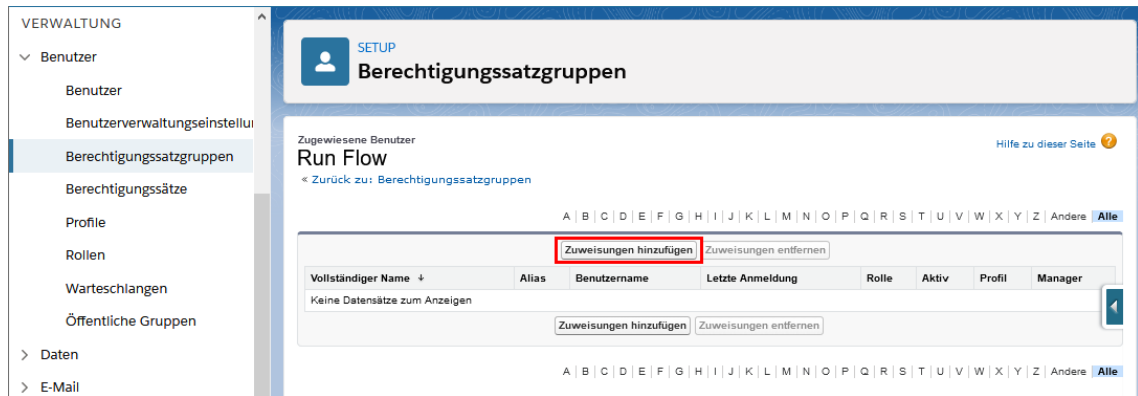 VERWALTUNG
Benutzer
Benutzer
Benutzerverwaltungseinstellu
Berechtigungssatzgruppen
Berechtigungssätze
Profile
Rollen
Warteschlangen
Öffentliche Gruppen
Daten
E-Mail
SETUP
Berechtigungssatzgruppen
Zugewiesene Benutzer
Run Flow
« Zurück zu: Berechtigungssatzgruppen
Hilfe zu dieser Seite ?
A | B | C | D | E | F | G | H | I | J | K | L | M | N | O | P | Q | R | S | T | U | V | W | X | Y | Z | Andere | Alle
Zuweisungen hinzufügen Zuweisungen entfernen
Vollständiger Name ↓ Alias Benutzername Letzte Anmeldung Rolle Aktiv Profil Manager
Keine Datensätze zum Anzeigen
Zuweisungen hinzufügen Zuweisungen entfernen
A | B | C | D | E | F | G | H | I | J | K | L | M | N | O | P | Q | R | S | T | U | V | W | X | Y | Z | Andere | Alle